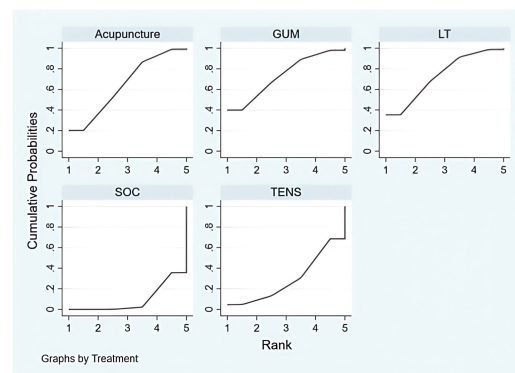 Acupuncture
GUM
LT
0 .2 .4 .6 .8 1
1 2 3 4 5
0 .2 .4 .6 .8 1
1 2 3 4 5
0 .2 .4 .6 .8 1
1 2 3 4 5
SOC
TENS
0 .2 .4 .6 .8 1
1 2 3 4 5
0 .2 .4 .6 .8 1
1 2 3 4 5
Cumulative Probabilities
Rank
Graphs by Treatment